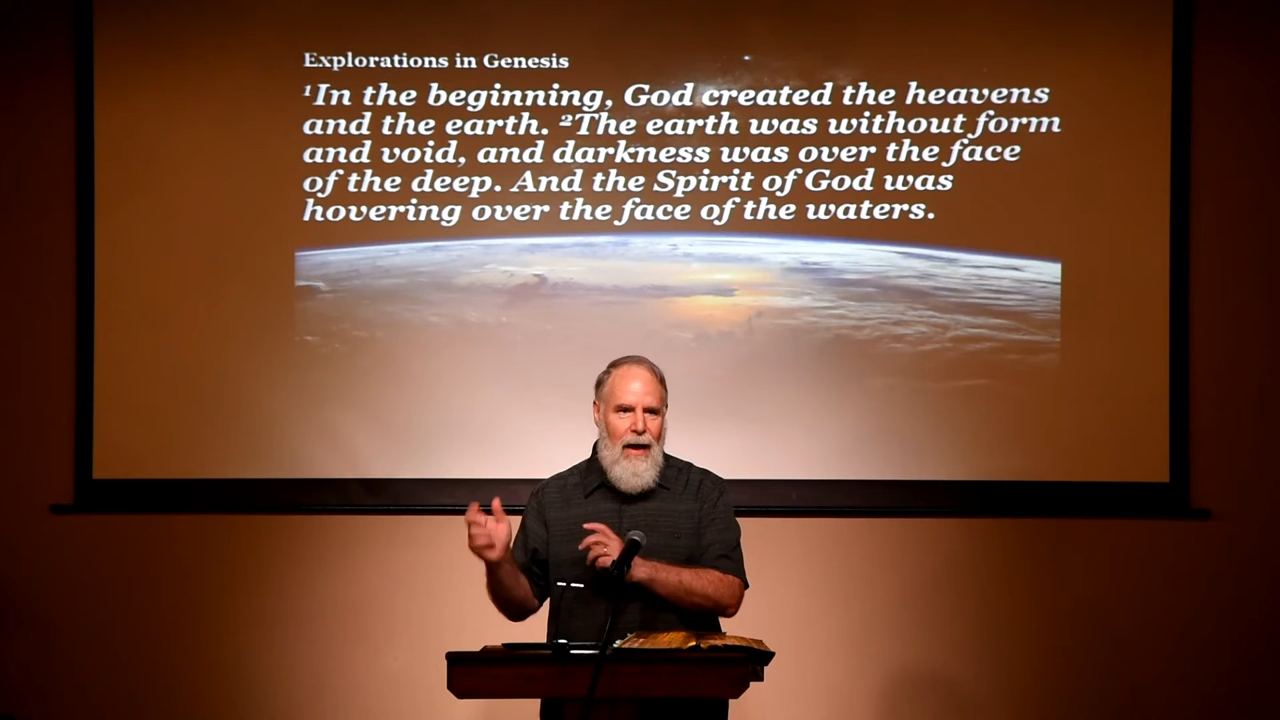 Explorations in Genesis
¹In the beginning, God created the heavens
and the earth. ²The earth was without form
and void, and darkness was over the face
of the deep. And the Spirit of God was
hovering over the face of the waters.